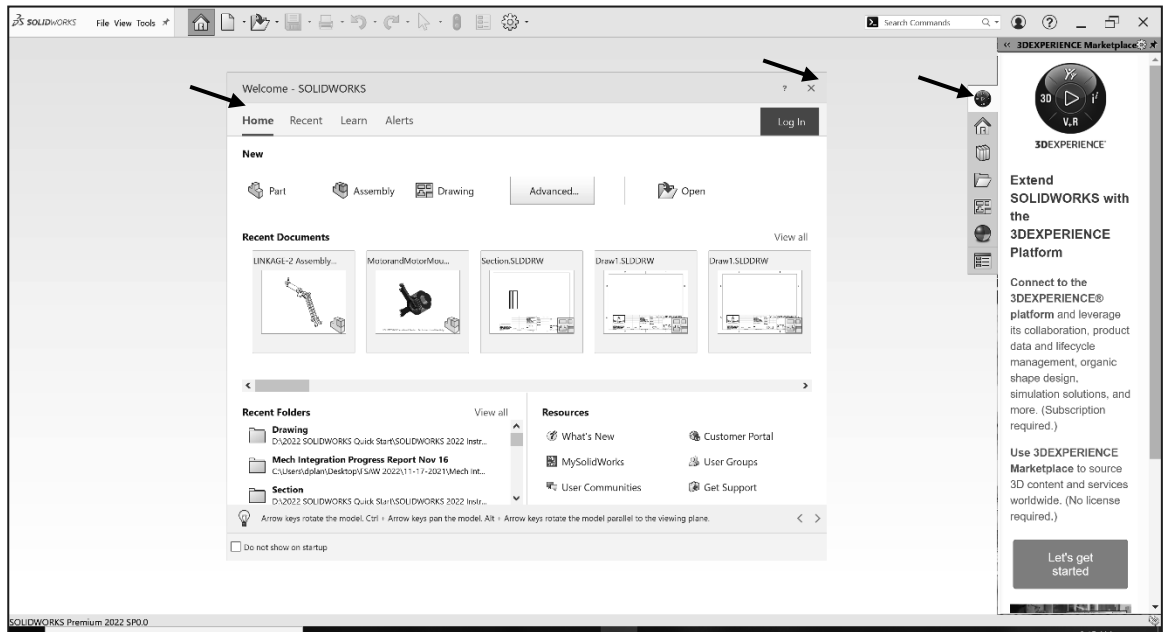 SOLIDWORKS File View Tools
Search Commands
3DEXPERIENCE Marketplace
Welcome - SOLIDWORKS
Home Recent Learn Alerts
Log In
New
Part Assembly Drawing Advanced... Open
Recent Documents View all
LINKAGE-2 Assembly... MotorandMotorMou... Section.SLDDRW Draw1.SLDDRW Draw1.SLDDRW
Recent Folders View all
Drawing
D:\2022 SOLIDWORKS Quick Start\SOLIDWORKS 2022 Instr...
Mech Integration Progress Report Nov 16
C:\Users\dplan\Desktop\FSAW 2022\11-17-2021\Mech Int...
Section
D:\2022 SOLIDWORKS Quick Start\SOLIDWORKS 2022 Instr...
Resources
What's New Customer Portal
MySolidWorks User Groups
User Communities Get Support
Arrow keys rotate the model. Ctrl + Arrow keys pan the model. Alt + Arrow keys rotate the model parallel to the viewing plane.
Do not show on startup
3D
V.R
3DEXPERIENCE
Extend
SOLIDWORKS with
the
3DEXPERIENCE
Platform
Connect to the
3DEXPERIENCE®
platform and leverage
its collaboration, product
data and lifecycle
management, organic
shape design,
simulation solutions, and
more. (Subscription
required.)
Use 3DEXPERIENCE
Marketplace to source
3D content and services
worldwide. (No license
required.)
Let's get
started
SOLIDWORKS Premium 2022 SP0.0